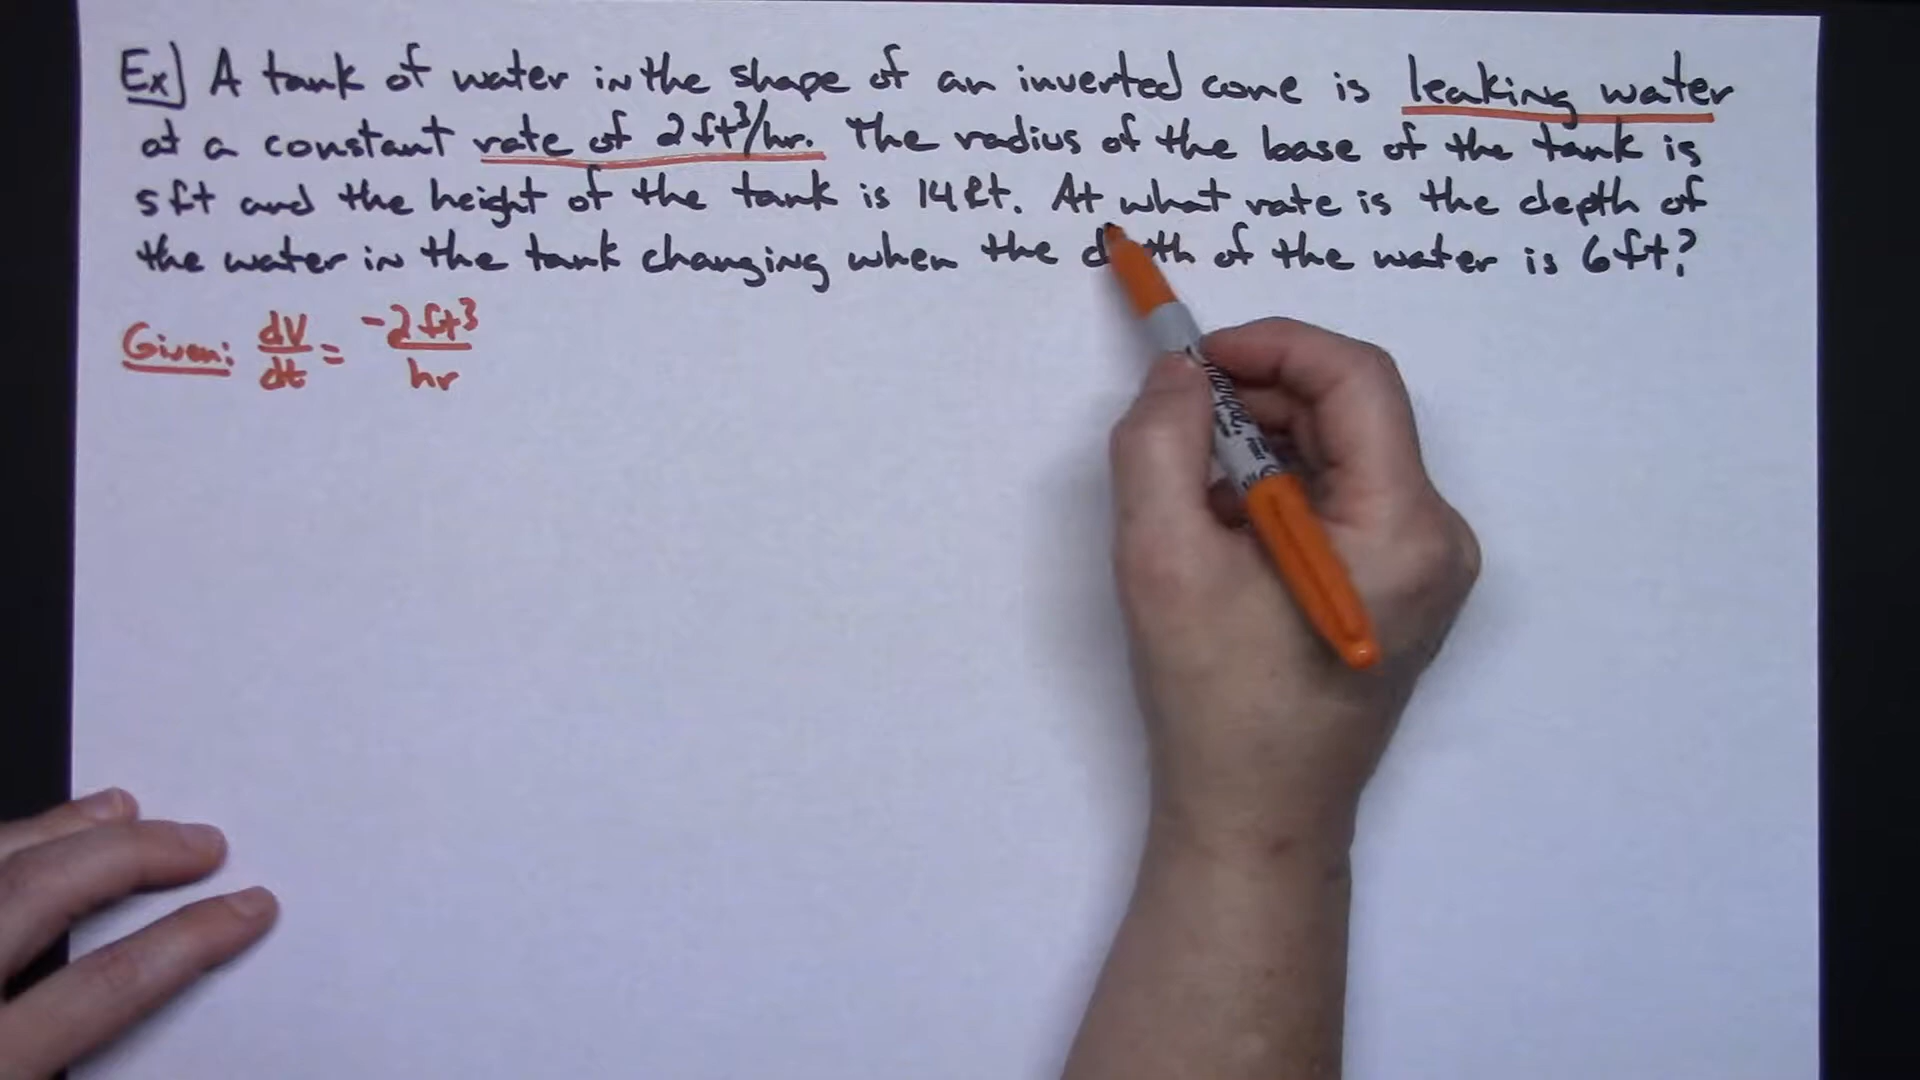 Ex] A tank of water in the shape of an inverted cone is leaking water
at a constant rate of 2 ft³/hr. The radius of the base of the tank is
5 ft and the height of the tank is 14 ft. At what rate is the depth of
the water in the tank changing when the depth of the water is 6 ft?
Given: dV/dt = -2 ft³/hr